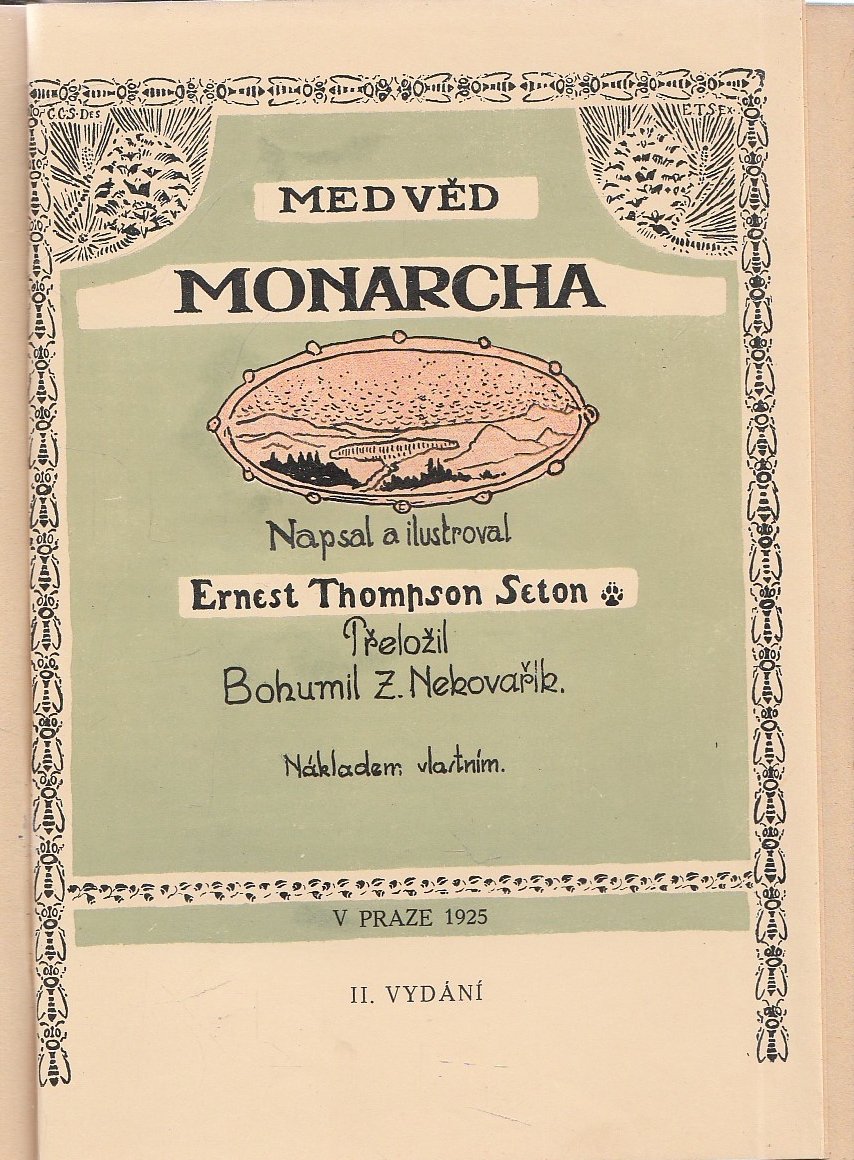 G.G.S. DES
E.T.S. EX.
MEDVĚD
MONARCHA
Napsal a ilustroval
Ernest Thompson Seton
Přeložil
Bohumil Z. Nekovařík.
Nákladem vlastním.
V PRAZE 1925
II. VYDÁNÍ